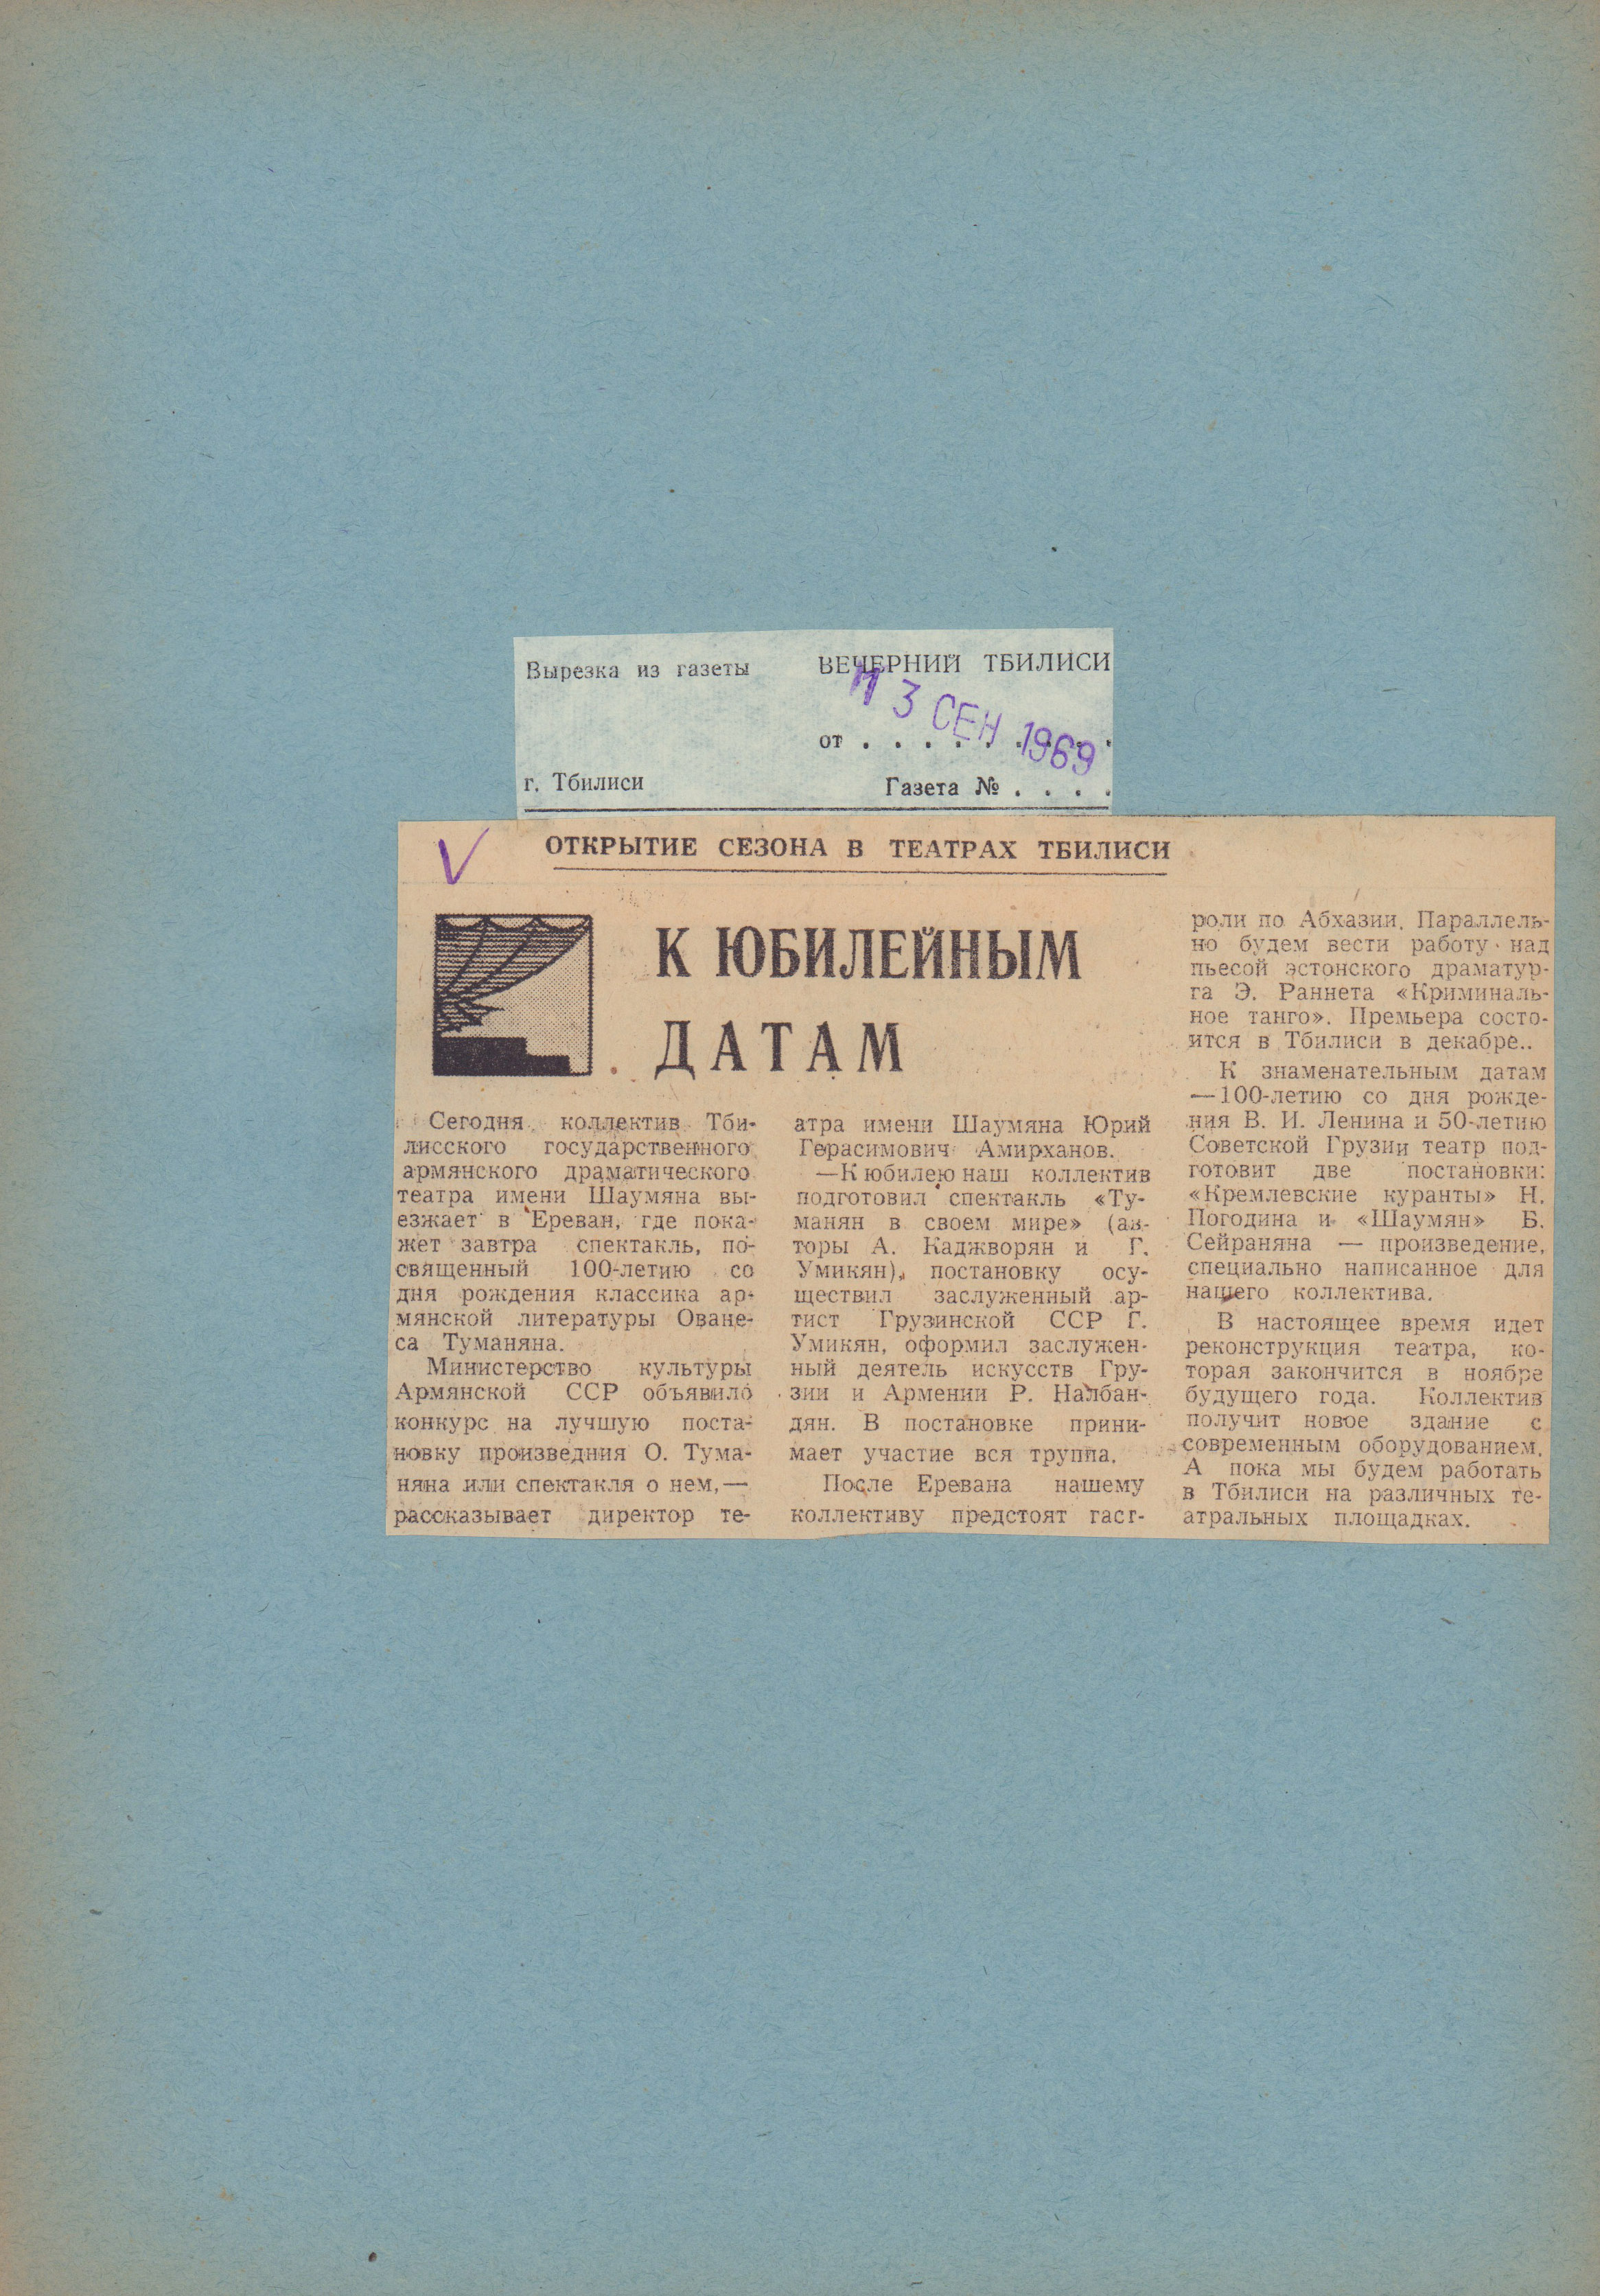 Вырезка из газеты ВЕЧЕРНИЙ ТБИЛИСИ
13 СЕН 1969
от . . . . . . . . .
г. Тбилиси Газета № . . . .
ОТКРЫТИЕ СЕЗОНА В ТЕАТРАХ ТБИЛИСИ
К ЮБИЛЕЙНЫМ
ДАТАМ
Сегодня коллектив Тби-
лисского государственного
армянского драматического
театра имени Шаумяна вы-
езжает в Ереван, где пока-
жет завтра спектакль, по-
священный 100-летию со
дня рождения классика ар-
мянской литературы Ована-
са Туманяна.
Министерство культуры
Армянской ССР объявило
конкурс на лучшую поста-
новку произведния О. Тума-
няна или спектакля о нем,—
рассказывает директор те-
атра имени Шаумяна Юрий
Герасимович Амирханов.
—К юбилею наш коллектив
подготовил спектакль «Ту-
манян в своем мире» (ав-
торы А. Каджворян и Г.
Умикян), постановку осу-
ществил заслуженный ар-
тист Грузинской ССР Г.
Умикян, оформил заслужен-
ный деятель искусств Гру-
зии и Армении Р. Налбан-
дян. В постановке прини-
мает участие вся труппа.
После Еревана нашему
коллективу предстоят гаст-
роли по Абхазии. Параллель-
но будем вести работу над
пьесой эстонского драматур-
га Э. Раннета «Криминаль-
ное танго». Премьера состо-
ится в Тбилиси в декабре..
К знаменательным датам
—100-летию со дня рожде-
ния В. И. Ленина и 50-летию
Советской Грузии театр под-
готовит две постановки:
«Кремлевские куранты» Н.
Погодина и «Шаумян» Б.
Сейраняна — произведение,
специально написанное для
нашего коллектива.
В настоящее время идет
реконструкция театра, ко-
торая закончится в ноябре
будущего года. Коллектив
получит новое здание с
современным оборудованием.
А пока мы будем работать
в Тбилиси на различных те-
атральных площадках.